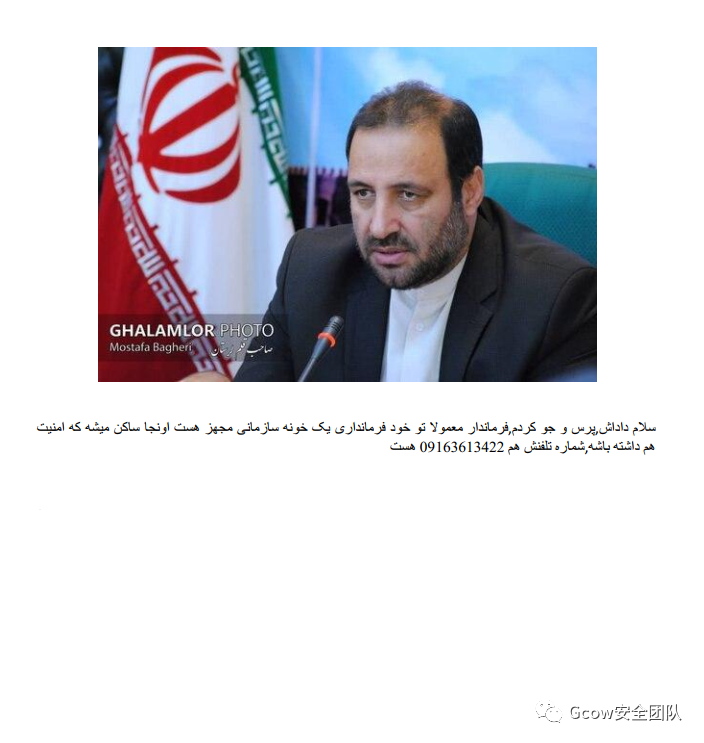 GHALAMLOR PHOTO
Mostafa Bagheri صاحب قلم لرستان
سلام داداش,پرس و جو کردم,فرماندار معمولا تو خود فرمانداری یک خونه سازمانی مجهز هست اونجا ساکن میشه که امنیت
هم داشته باشه,شماره تلفنش هم 09163613422 هست
Gcow安全团队